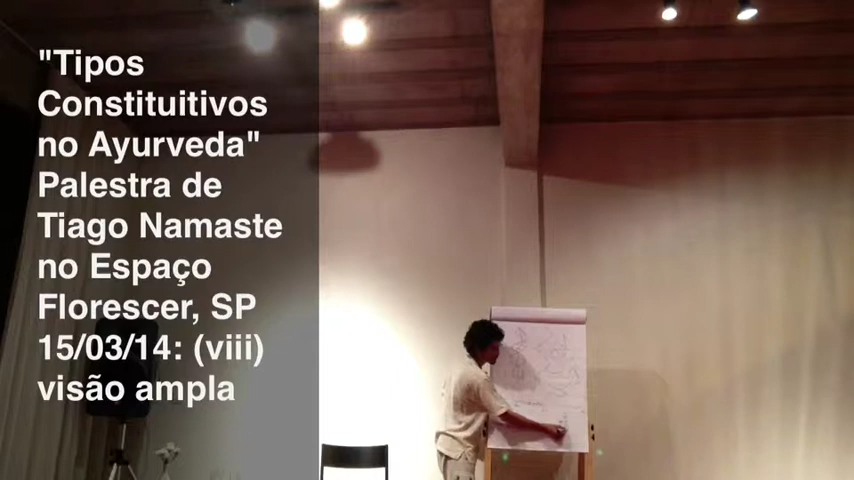 "Tipos
Constituitivos
no Ayurveda"
Palestra de
Tiago Namaste
no Espaço
Florescer, SP
15/03/14: (viii)
visão ampla